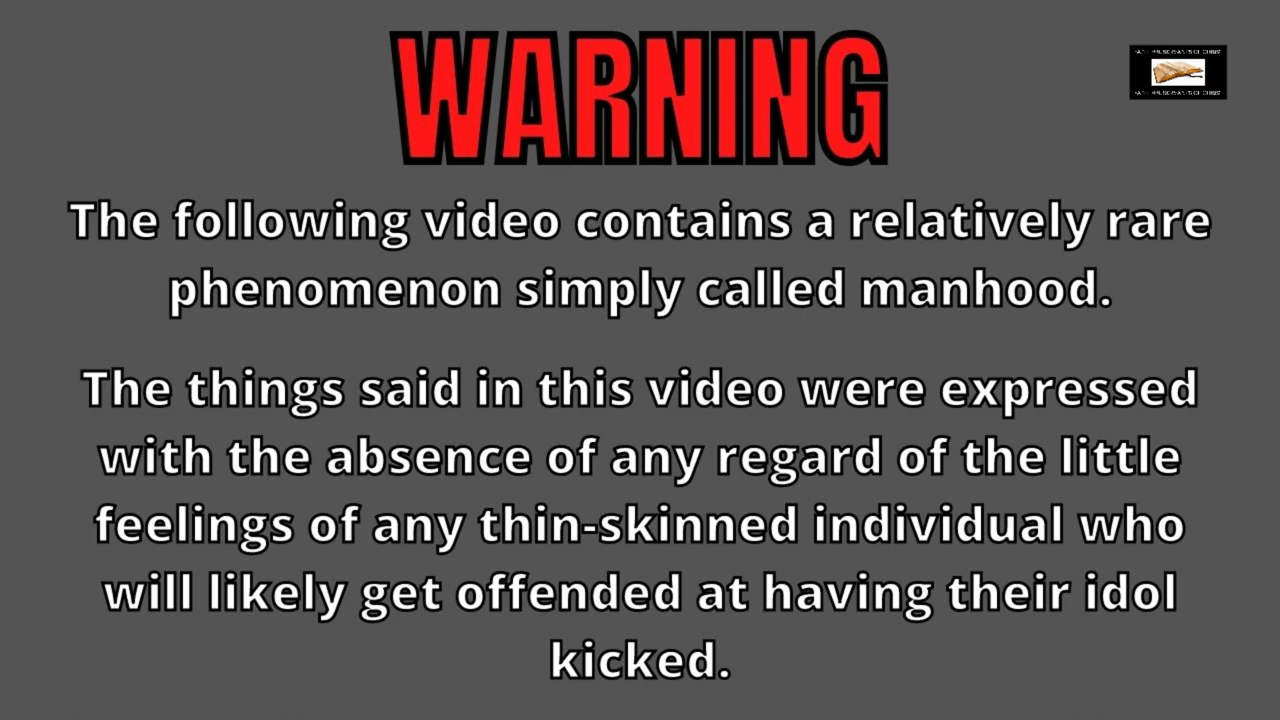 WARNING
The following video contains a relatively rare
phenomenon simply called manhood.
The things said in this video were expressed
with the absence of any regard of the little
feelings of any thin-skinned individual who
will likely get offended at having their idol
kicked.